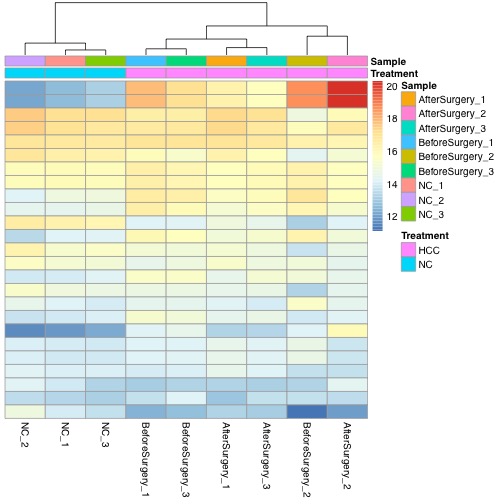 Sample
Treatment
20
18
16
14
12
Sample
AfterSurgery_1
AfterSurgery_2
AfterSurgery_3
BeforeSurgery_1
BeforeSurgery_2
BeforeSurgery_3
NC_1
NC_2
NC_3
Treatment
HCC
NC
NC_2
NC_1
NC_3
BeforeSurgery_1
BeforeSurgery_3
AfterSurgery_1
AfterSurgery_3
BeforeSurgery_2
AfterSurgery_2